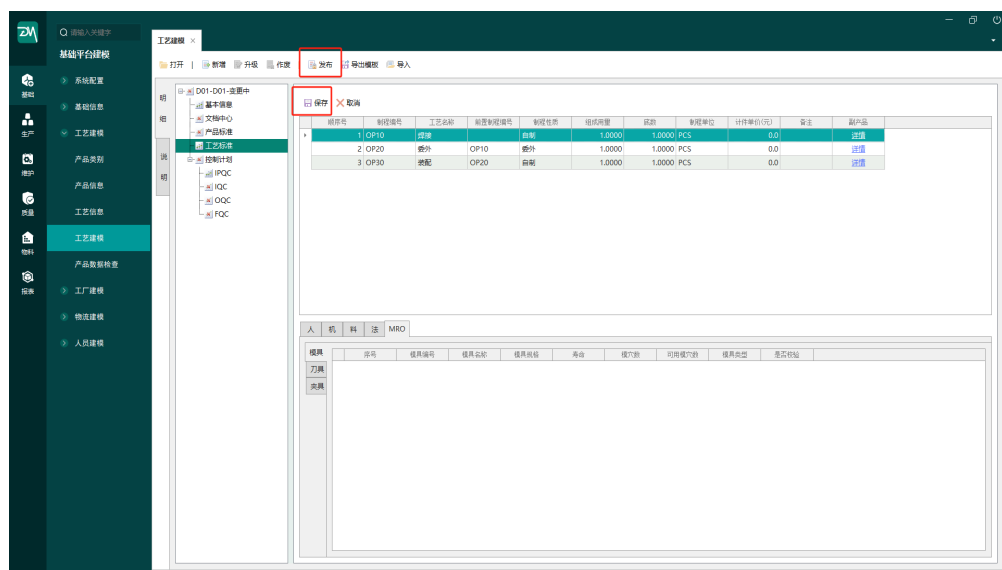 请输入关键字
基础平台建模
工艺建模 ×
打开 | 新增 升级 作废 发布 导出模板 导入
基础
生产
维护
质量
物料
报表
系统配置
基础信息
工艺建模
产品类别
产品信息
工艺信息
工艺建模
产品数据检查
工厂建模
物流建模
人员建模
明细
说明
D01-D01-变更中
基本信息
文档中心
产品标准
工艺标准
控制计划
IPQC
IQC
OQC
FQC
保存 取消
顺序号 制程编号 工艺名称 前置制程编号 制程性质 组成用量 底数 制程单位 计件单价(元) 备注 副产品
1 OP10 焊接 自制 1.0000 1.0000 PCS 0.0 详情
2 OP20 委外 OP10 委外 1.0000 1.0000 PCS 0.0 详情
3 OP30 装配 OP20 自制 1.0000 1.0000 PCS 0.0 详情
人 机 料 法 MRO
模具
刀具
夹具
序号 模具编号 模具名称 模具规格 寿命 模穴数 可用模穴数 模具类型 是否校验